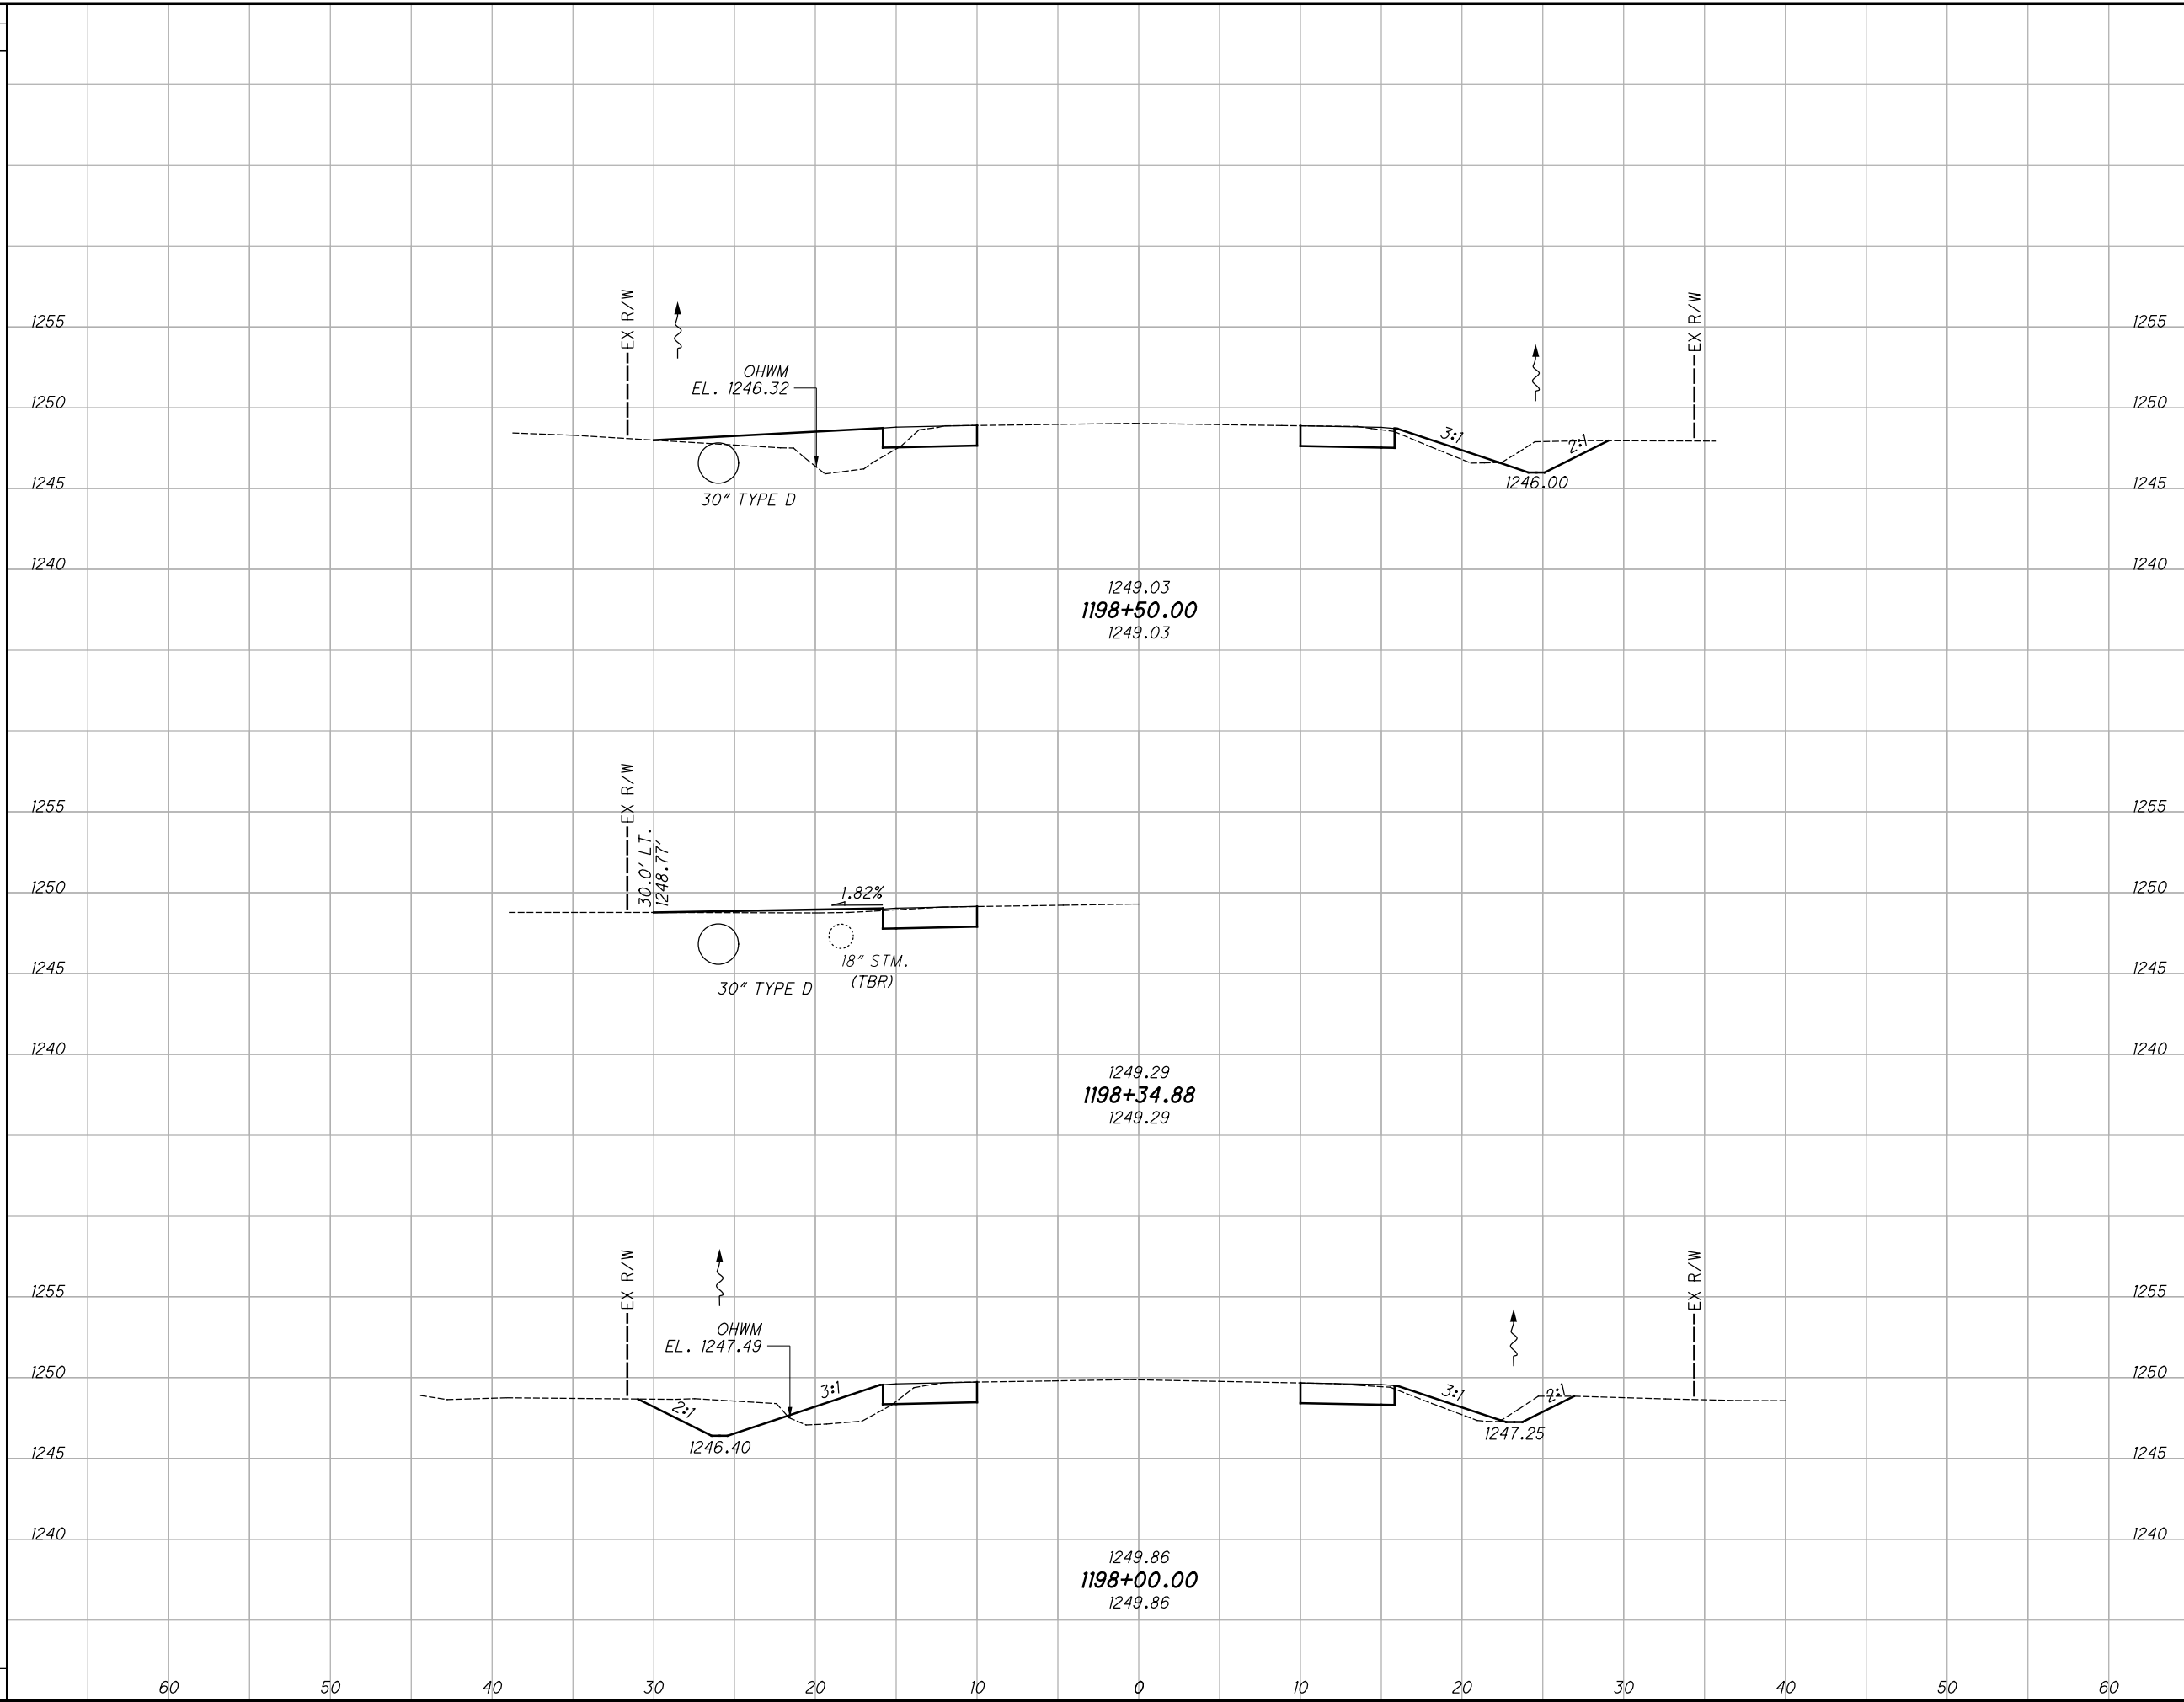 EX R/W
EX R/W
1255
1255
OHWM
EL. 1246.32
1250
1250
3:1
2:1
1245
1246.00
1245
30" TYPE D
1240
1240
1249.03
1198+50.00
1249.03
EX R/W
1255
1255
30.0' LT.
1248.77'
1250
1.82%
1250
18" STM.
(TBR)
1245
1245
30" TYPE D
1240
1240
1249.29
1198+34.88
1249.29
EX R/W
EX R/W
1255
1255
OHWM
EL. 1247.49
1250
1250
2:1
3:1
3:1
2:1
1246.40
1247.25
1245
1245
1240
1240
1249.86
1198+00.00
1249.86
60 50 40 30 20 10 0 10 20 30 40 50 60